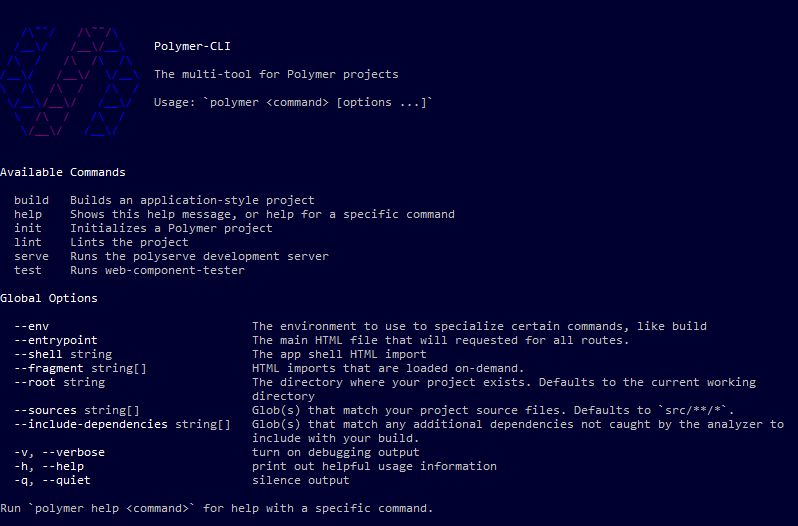 Polymer-CLI
The multi-tool for Polymer projects
Usage: `polymer <command> [options ...]`
Available Commands
build   Builds an application-style project
help    Shows this help message, or help for a specific command
init    Initializes a Polymer project
lint    Lints the project
serve   Runs the polyserve development server
test    Runs web-component-tester
Global Options
--env                             The environment to use to specialize certain commands, like build
--entrypoint                      The main HTML file that will requested for all routes.
--shell string                    The app shell HTML import
--fragment string[]               HTML imports that are loaded on-demand.
--root string                     The directory where your project exists. Defaults to the current working
directory
--sources string[]                Glob(s) that match your project source files. Defaults to `src/**/*`.
--include-dependencies string[]   Glob(s) that match any additional dependencies not caught by the analyzer to
include with your build.
-v, --verbose                     turn on debugging output
-h, --help                        print out helpful usage information
-q, --quiet                       silence output
Run `polymer help <command>` for help with a specific command.